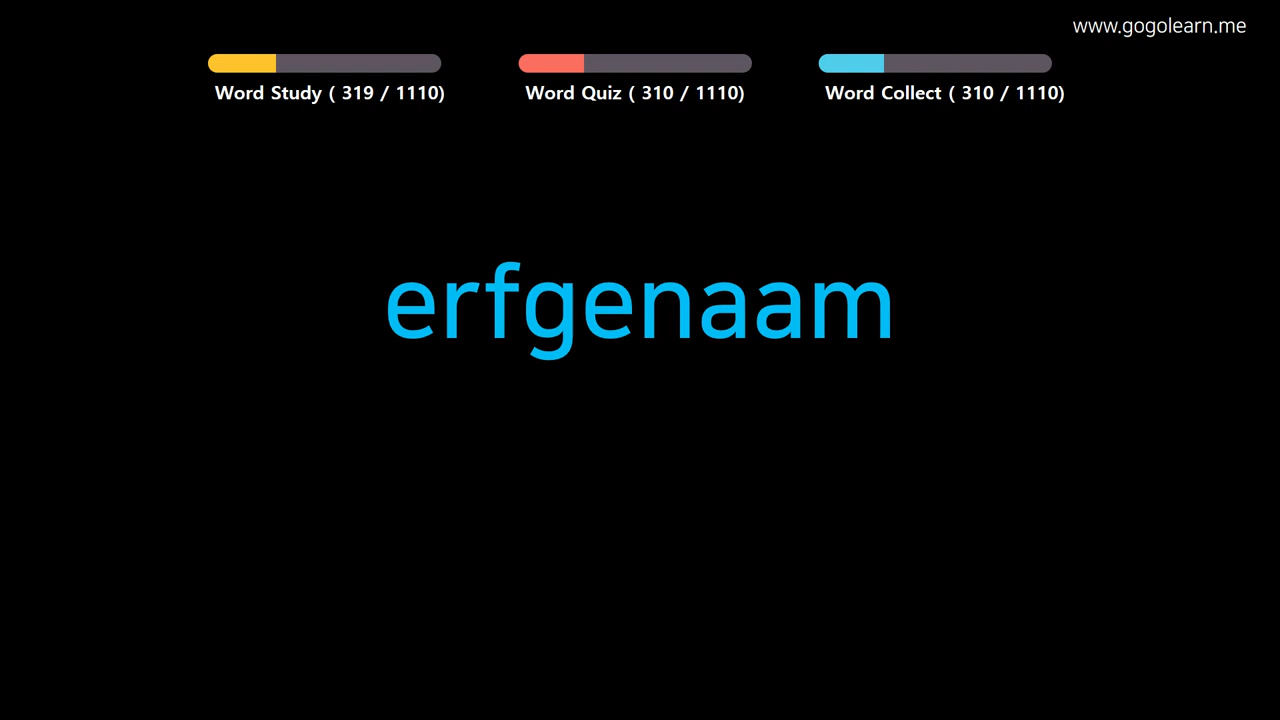 www.gogolearn.me
Word Study ( 319 / 1110)
Word Quiz ( 310 / 1110)
Word Collect ( 310 / 1110)
erfgenaam